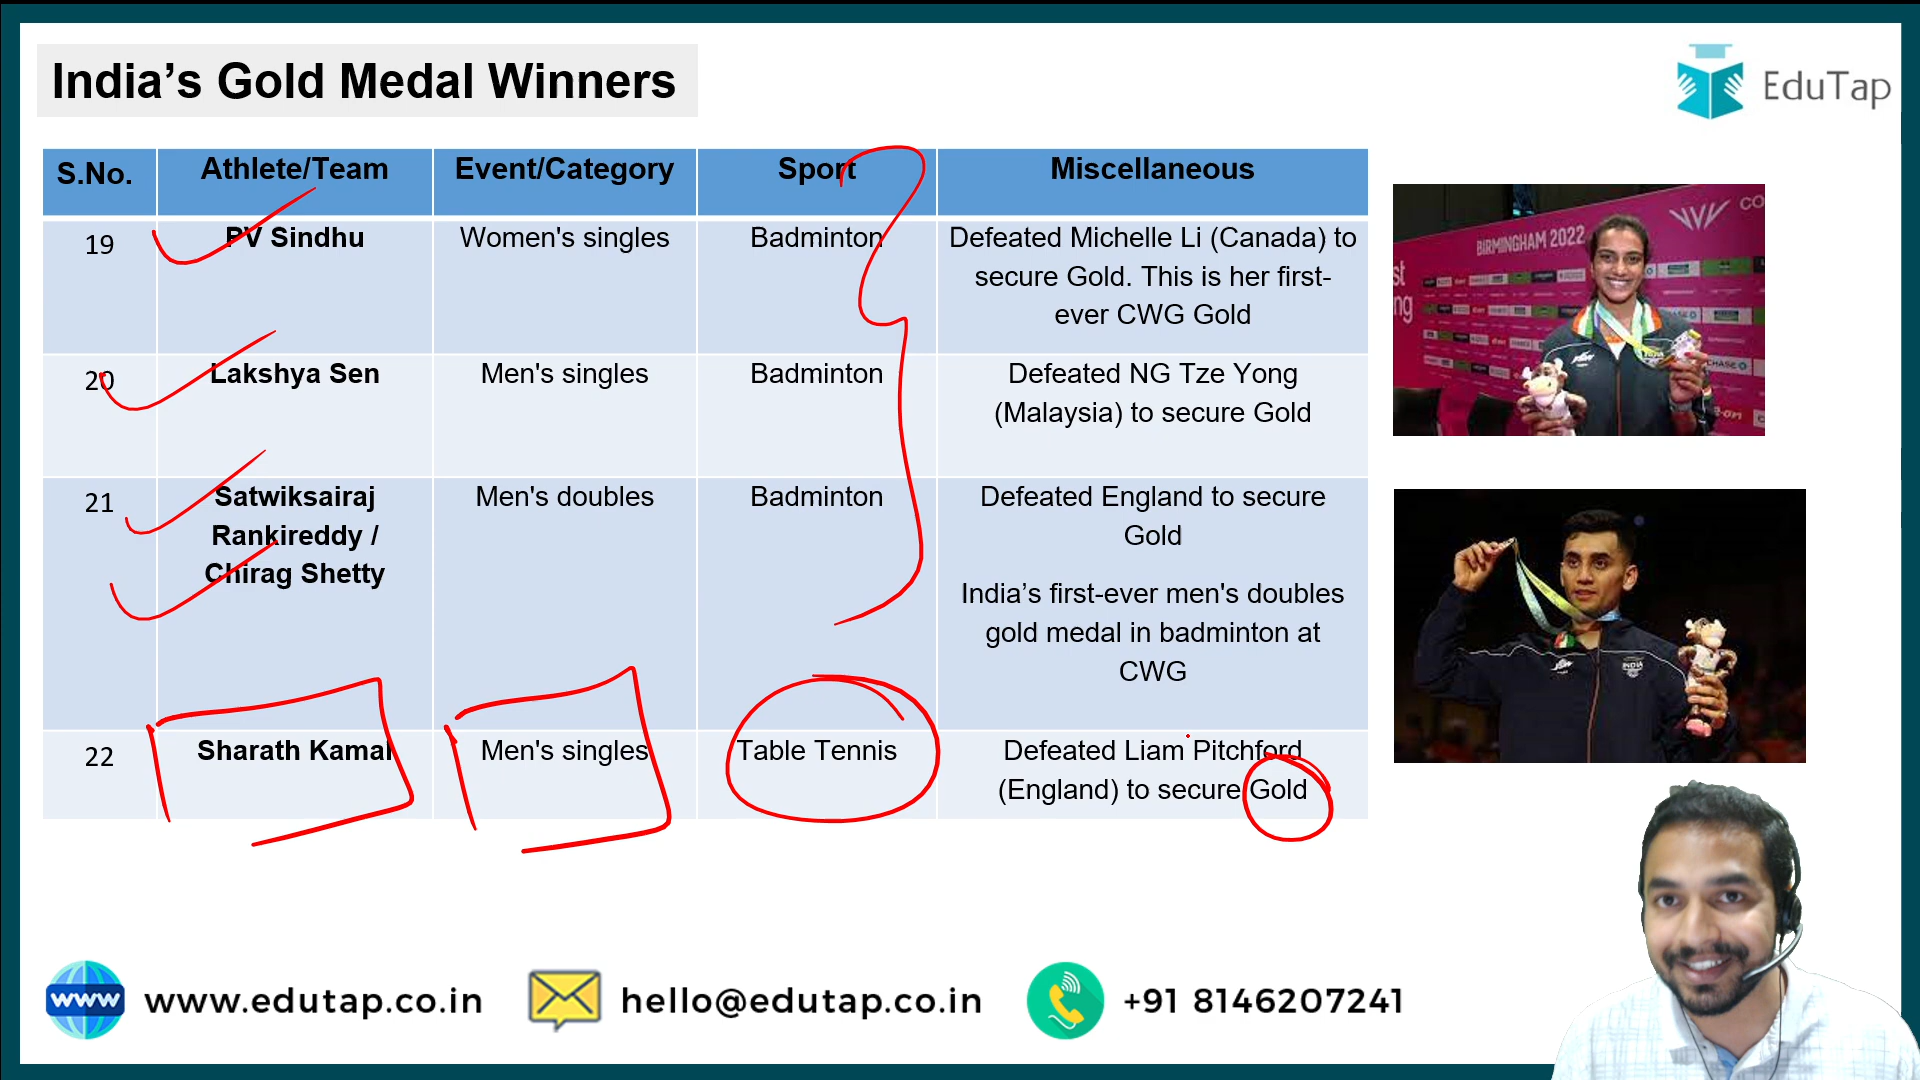 India’s Gold Medal Winners
EduTap
S.No. Athlete/Team Event/Category Sport Miscellaneous
19 PV Sindhu Women's singles Badminton Defeated Michelle Li (Canada) to
secure Gold. This is her first-
ever CWG Gold
20 Lakshya Sen Men's singles Badminton Defeated NG Tze Yong
(Malaysia) to secure Gold
21 Satwiksairaj Men's doubles Badminton Defeated England to secure
Rankireddy / Gold
Chirag Shetty
India’s first-ever men's doubles
gold medal in badminton at
CWG
22 Sharath Kamal Men's singles Table Tennis Defeated Liam Pitchford
(England) to secure Gold
BIRMINGHAM 2022
CO
CHASE
INDIA
www www.edutap.co.in hello@edutap.co.in +91 8146207241